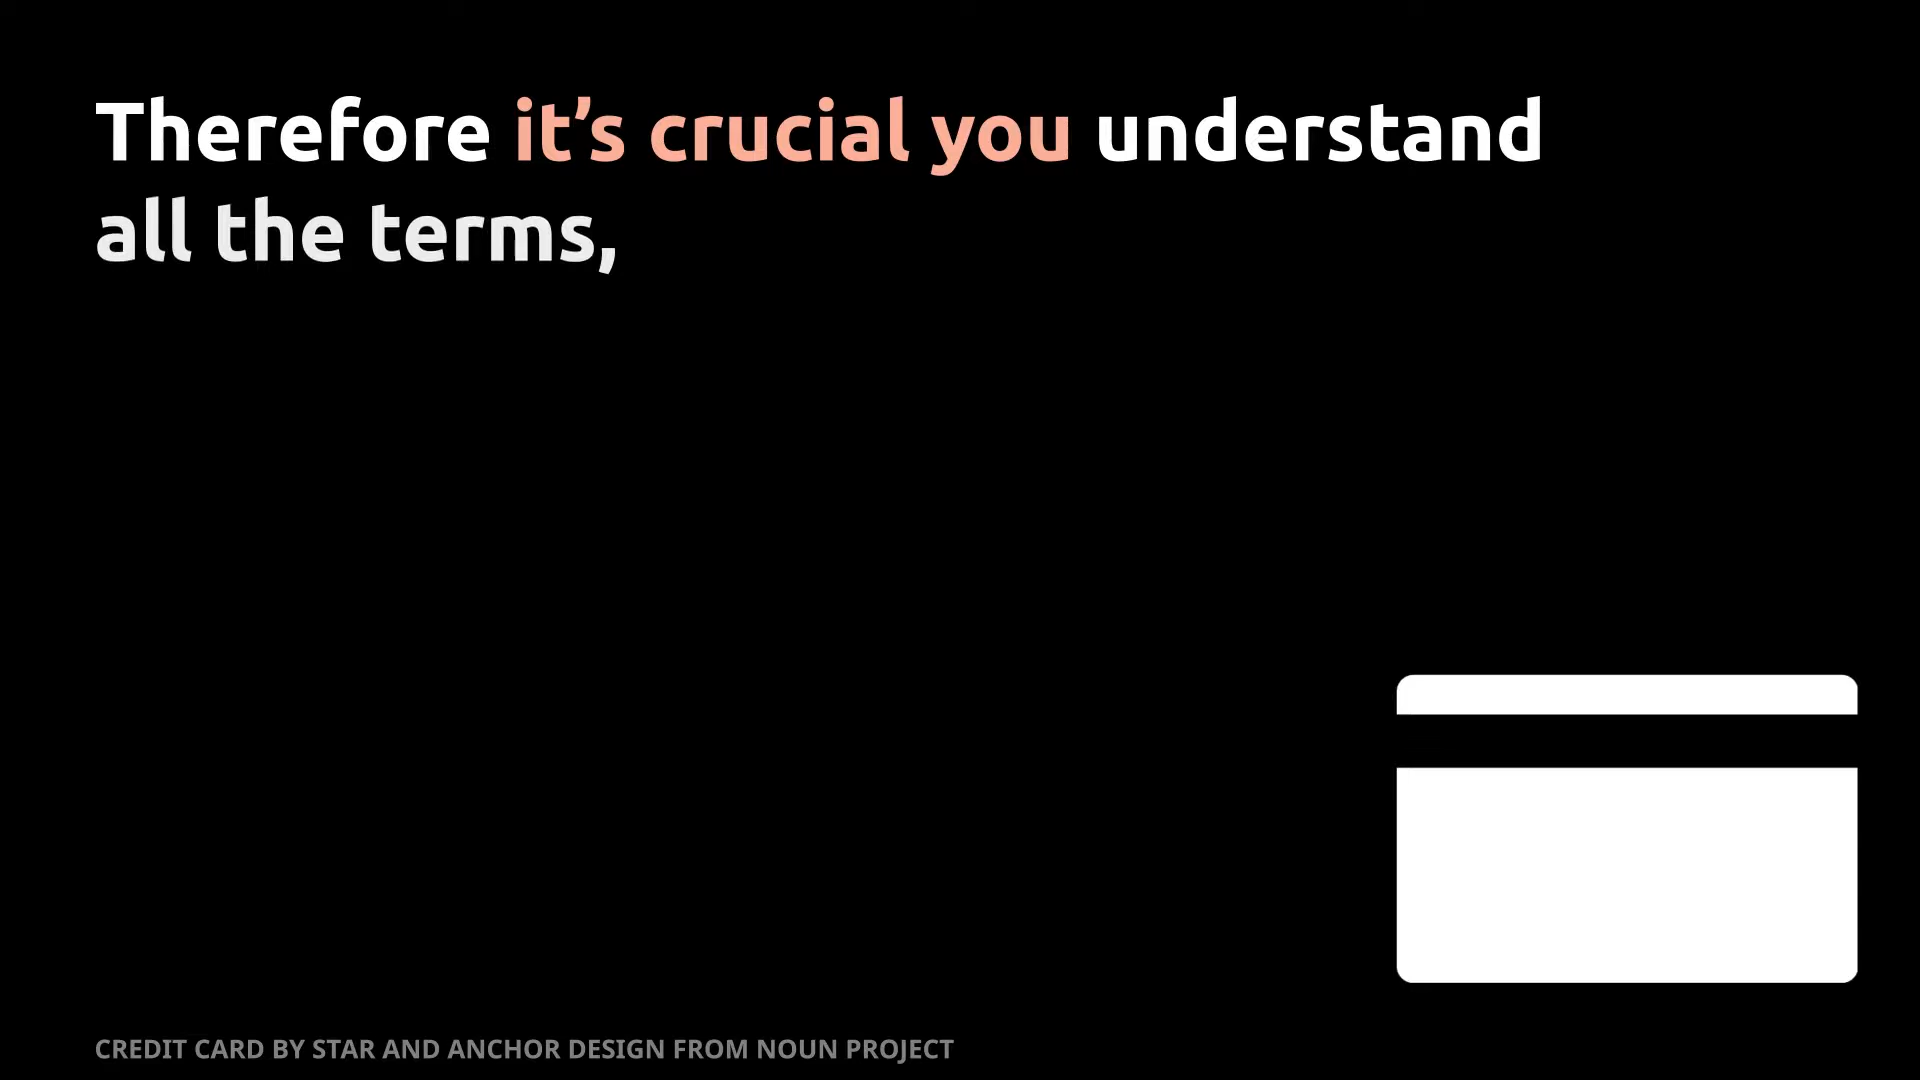 Therefore it’s crucial you understand
all the terms,
CREDIT CARD BY STAR AND ANCHOR DESIGN FROM NOUN PROJECT